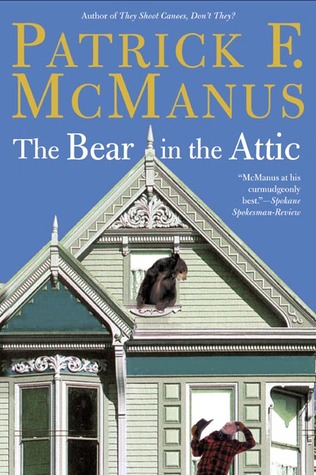 Author of They Shoot Canoes, Don't They?
PATRICK F.
MCMANUS
The Bear in the Attic
“McManus at his
curmudgeonly
best.”—Spokane
Spokesman-Review